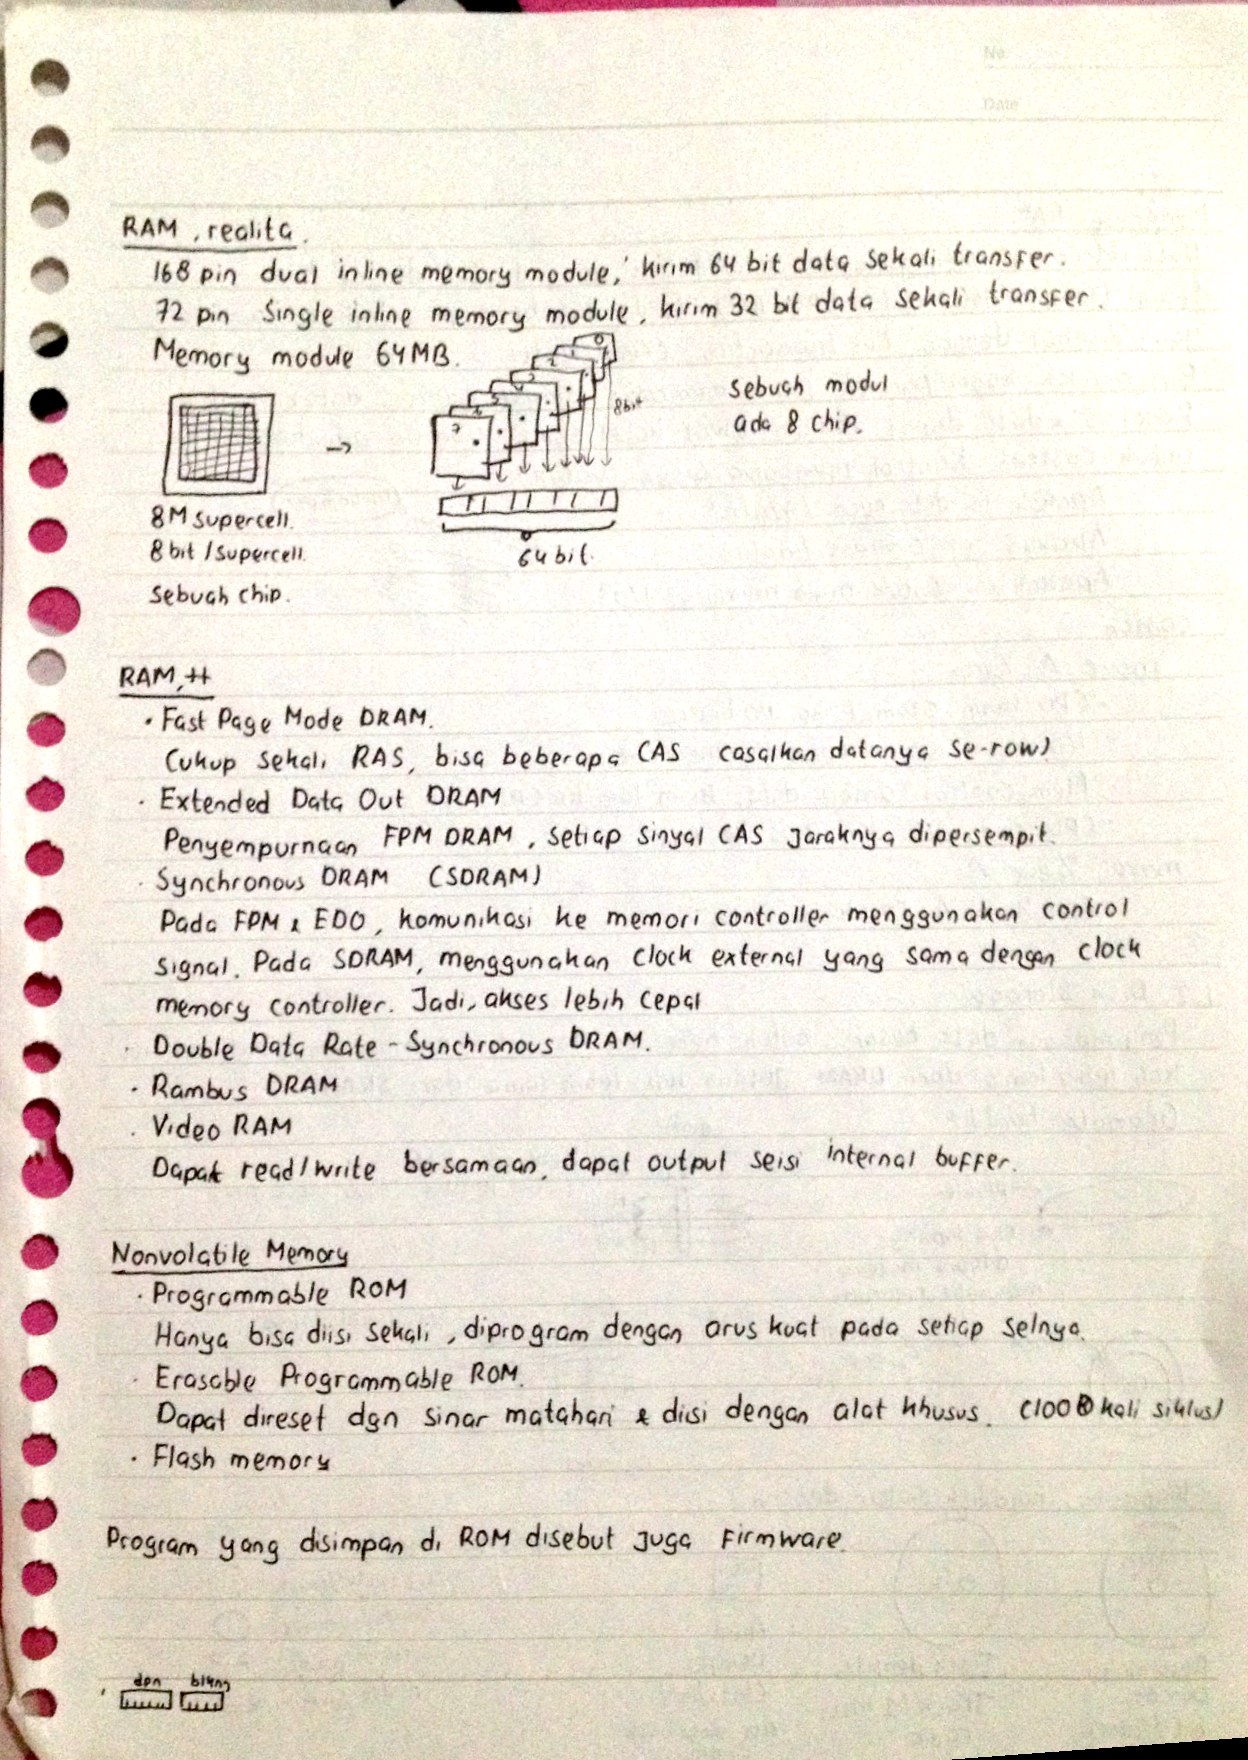 No.
Date
RAM, realita.
168 pin dual inline memory module, kirim 64 bit data sekali transfer.
72 pin single inline memory module, kirim 32 bit data sekali transfer.
Memory module 64MB.
0
7
8bit
sebuah modul
ada 8 chip.
→
8M supercell.
8 bit / supercell.
sebuah chip.
64 bit.
RAM, ++
· Fast Page Mode DRAM.
Cukup sekali RAS, bisa beberapa CAS (asalkan datanya se-row)
· Extended Data Out DRAM
Penyempurnaan FPM DRAM, setiap sinyal CAS jaraknya dipersempit.
· Synchronous DRAM (SDRAM)
Pada FPM & EDO, komunikasi ke memori controller menggunakan control
signal. Pada SDRAM, menggunakan clock external yang sama dengan clock
memory controller. Jadi, akses lebih cepat
· Double Data Rate - Synchronous DRAM.
· Rambus DRAM
· Video RAM
Dapat read/write bersamaan, dapat output seisi internal buffer.
Nonvolatile Memory
· Programmable ROM
Hanya bisa diisi sekali, diprogram dengan arus kuat pada setiap selnya.
· Erasable Programmable ROM.
Dapat direset dgn sinar matahari & diisi dengan alat khusus. (1000 kali siklus)
· Flash memory
Program yang disimpan di ROM disebut juga Firmware.
dpn blkng